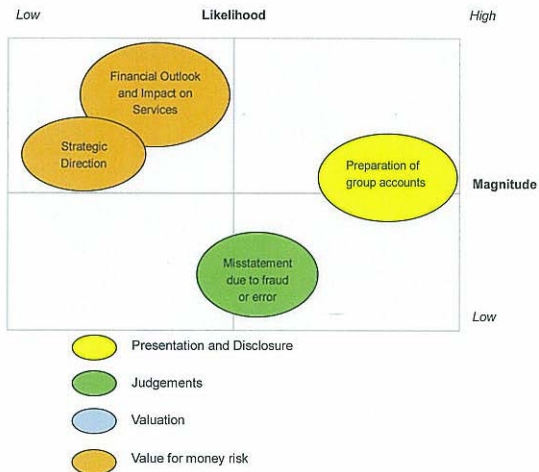 Low Likelihood High
Financial Outlook
and Impact on
Services
Strategic
Direction
Preparation of
group accounts
Magnitude
Misstatement
due to fraud
or error
Low
Presentation and Disclosure
Judgements
Valuation
Value for money risk